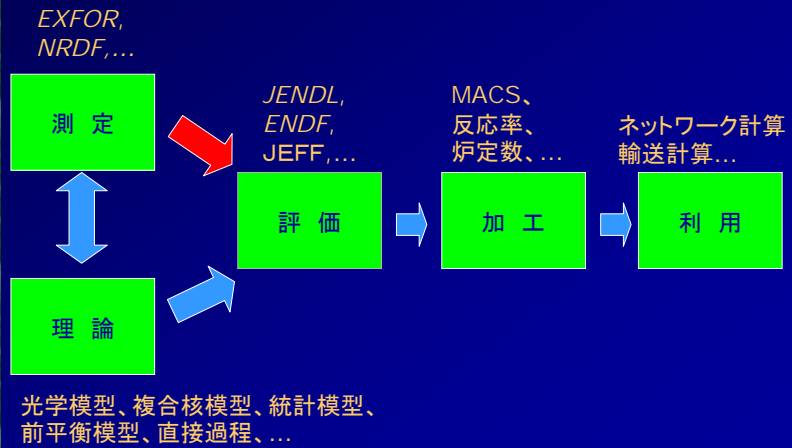 EXFOR,
NRDF,…
測 定
JENDL,
ENDF,
JEFF,…
MACS、
反応率、
炉定数、…
ネットワーク計算
輸送計算…
評 価
加 工
利 用
理 論
光学模型、複合核模型、統計模型、
前平衡模型、直接過程、…